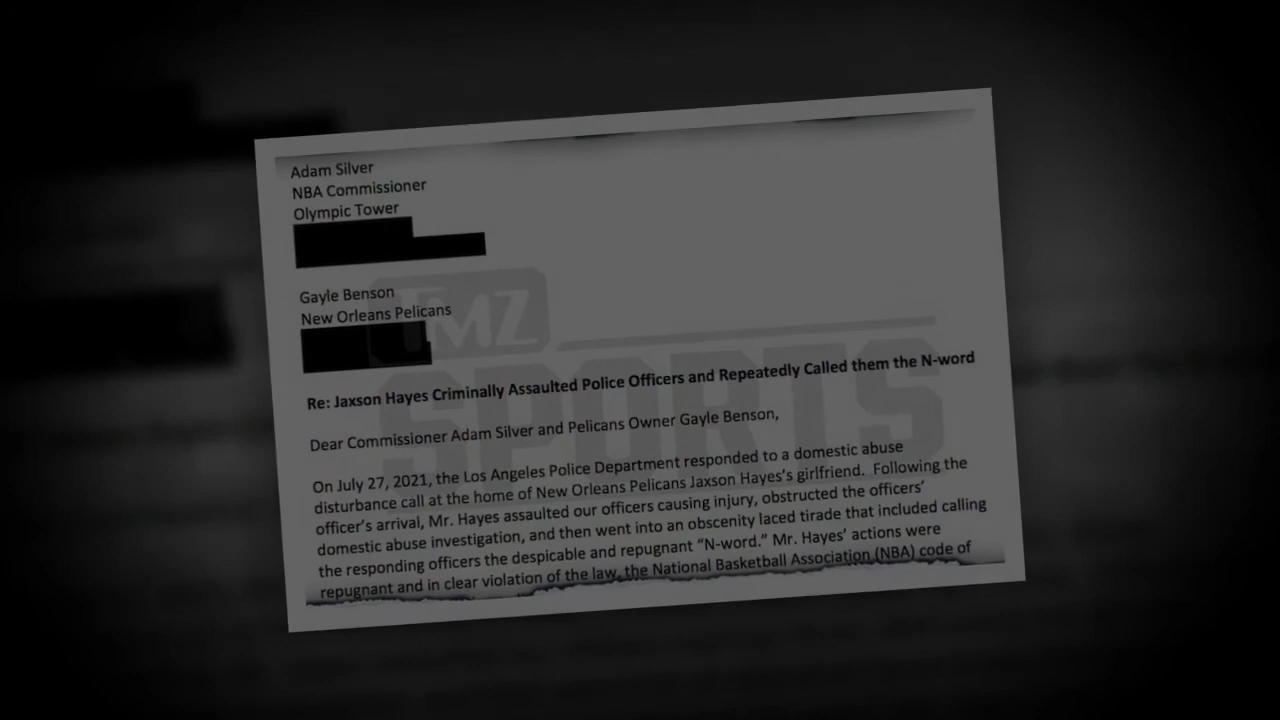 Adam Silver
NBA Commissioner
Olympic Tower
Gayle Benson
New Orleans Pelicans
TMZ
SPORTS
Re: Jaxson Hayes Criminally Assaulted Police Officers and Repeatedly Called them the N-word
Dear Commissioner Adam Silver and Pelicans Owner Gayle Benson,
On July 27, 2021, the Los Angeles Police Department responded to a domestic abuse
disturbance call at the home of New Orleans Pelicans Jaxson Hayes's girlfriend. Following the
officer's arrival, Mr. Hayes assaulted our officers causing injury, obstructed the officers'
domestic abuse investigation, and then went into an obscenity laced tirade that included calling
the responding officers the despicable and repugnant “N-word.” Mr. Hayes' actions were
repugnant and in clear violation of the law, the National Basketball Association (NBA) code of